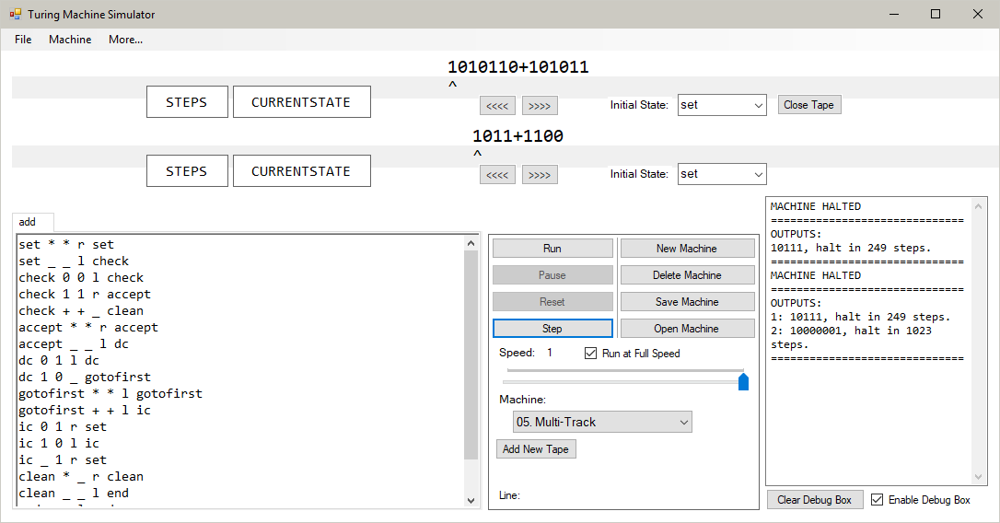 Turing Machine Simulator
File Machine More...
1010110+101011
^
STEPS CURRENTSTATE <<<< >>>> Initial State: set Close Tape
1011+1100
^
STEPS CURRENTSTATE <<<< >>>> Initial State: set
add
set * * r set
set _ _ l check
check 0 0 l check
check 1 1 r accept
check + + _ clean
accept * * r accept
accept _ _ l dc
dc 0 1 l dc
dc 1 0 _ gotofirst
gotofirst * * l gotofirst
gotofirst + + l ic
ic 0 1 r set
ic 1 0 l ic
ic _ 1 r set
clean * _ r clean
clean _ _ l end
Run New Machine
Pause Delete Machine
Reset Save Machine
Step Open Machine
Speed: 1 Run at Full Speed
Machine:
05. Multi-Track
Add New Tape
Line:
MACHINE HALTED
==============================
OUTPUTS:
10111, halt in 249 steps.
==============================
MACHINE HALTED
==============================
OUTPUTS:
1: 10111, halt in 249 steps.
2: 10000001, halt in 1023
steps.
==============================
Clear Debug Box Enable Debug Box